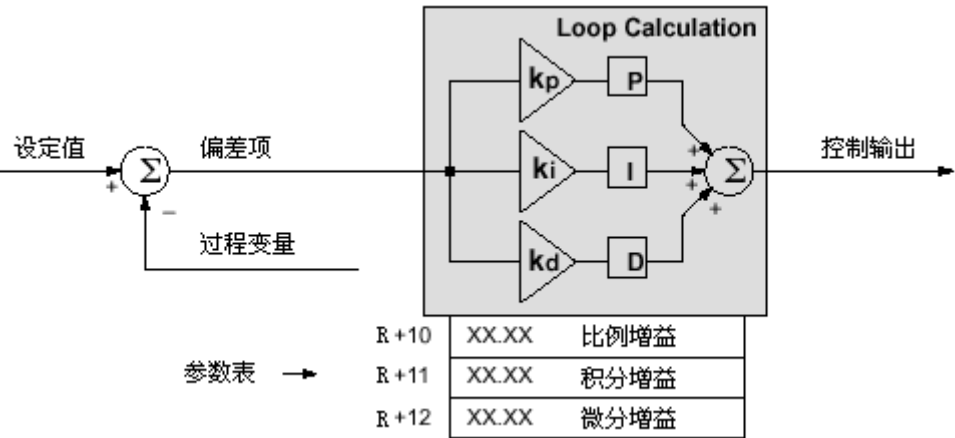 Loop Calculation
kp
P
设定值
Σ
偏差项
ki
I
Σ
控制输出
+
−
+
+
+
过程变量
kd
D
R+10 XX.XX 比例增益
参数表
R+11 XX.XX 积分增益
R+12 XX.XX 微分增益